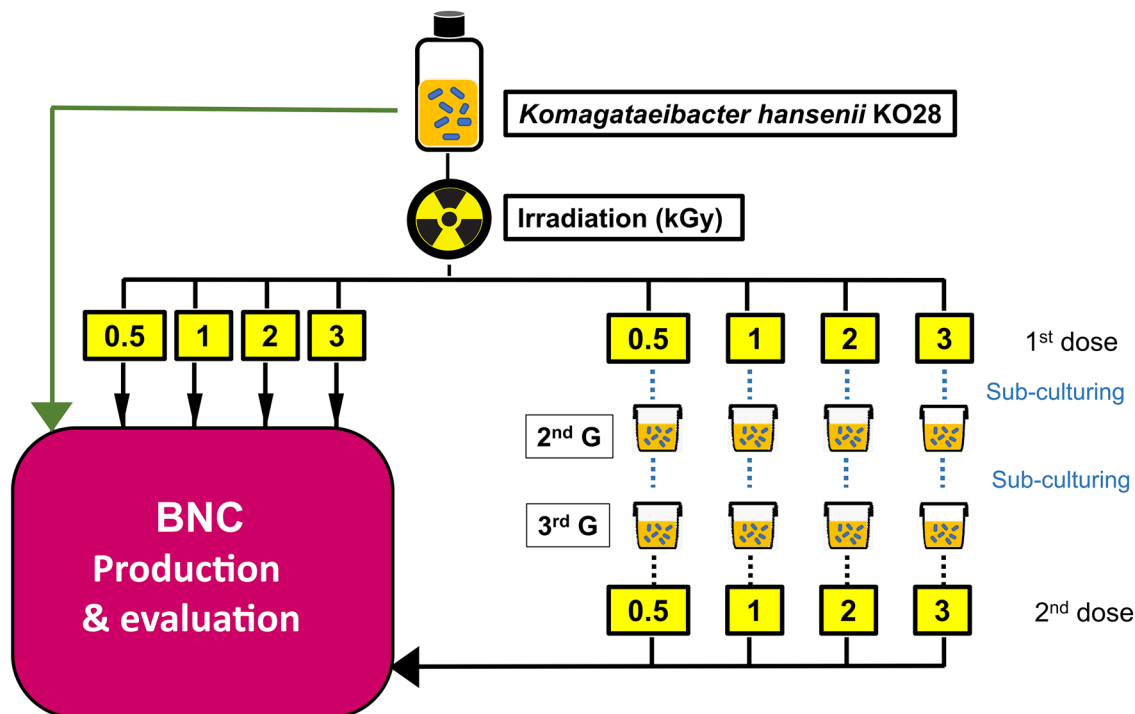 Komagataeibacter hansenii KO28
Irradiation (kGy)
0.5 1 2 3
0.5 1 2 3 1st dose
Sub-culturing
2nd G
Sub-culturing
3rd G
BNC
Production
& evaluation
0.5 1 2 3 2nd dose